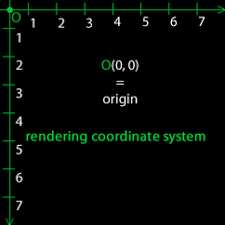 O
1 2 3 4 5 6 7
1
2
3
4
5
6
7
O(0, 0)
=
origin
rendering coordinate system